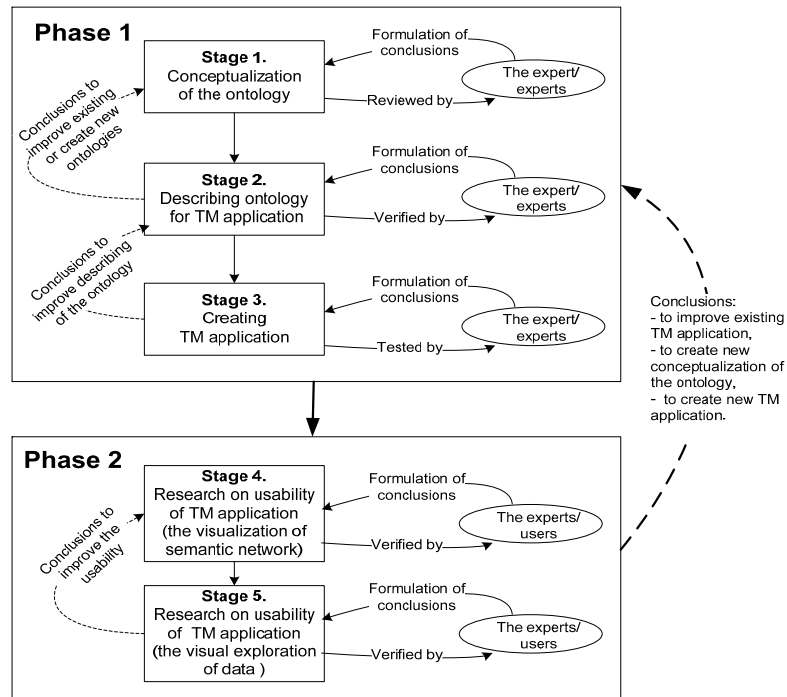 Phase 1
Stage 1.
Conceptualization
of the ontology
Formulation of
conclusions
The expert/
experts
Reviewed by
Conclusions to
improve existing
or create new
ontologies
Stage 2.
Describing ontology
for TM application
Formulation of
conclusions
The expert/
experts
Verified by
Conclusions to
improve describing
of the ontology
Stage 3.
Creating
TM application
Formulation of
conclusions
The expert/
experts
Tested by
Conclusions:
- to improve existing
TM application,
- to create new
conceptualization of
the ontology,
- to create new TM
application.
Phase 2
Stage 4.
Research on usability
of TM application
(the visualization of
semantic network)
Formulation of
conclusions
The experts/
users
Verified by
Conclusions to
improve the
usability
Stage 5.
Research on usability
of TM application
(the visual exploration
of data )
Formulation of
conclusions
The experts/
users
Verified by